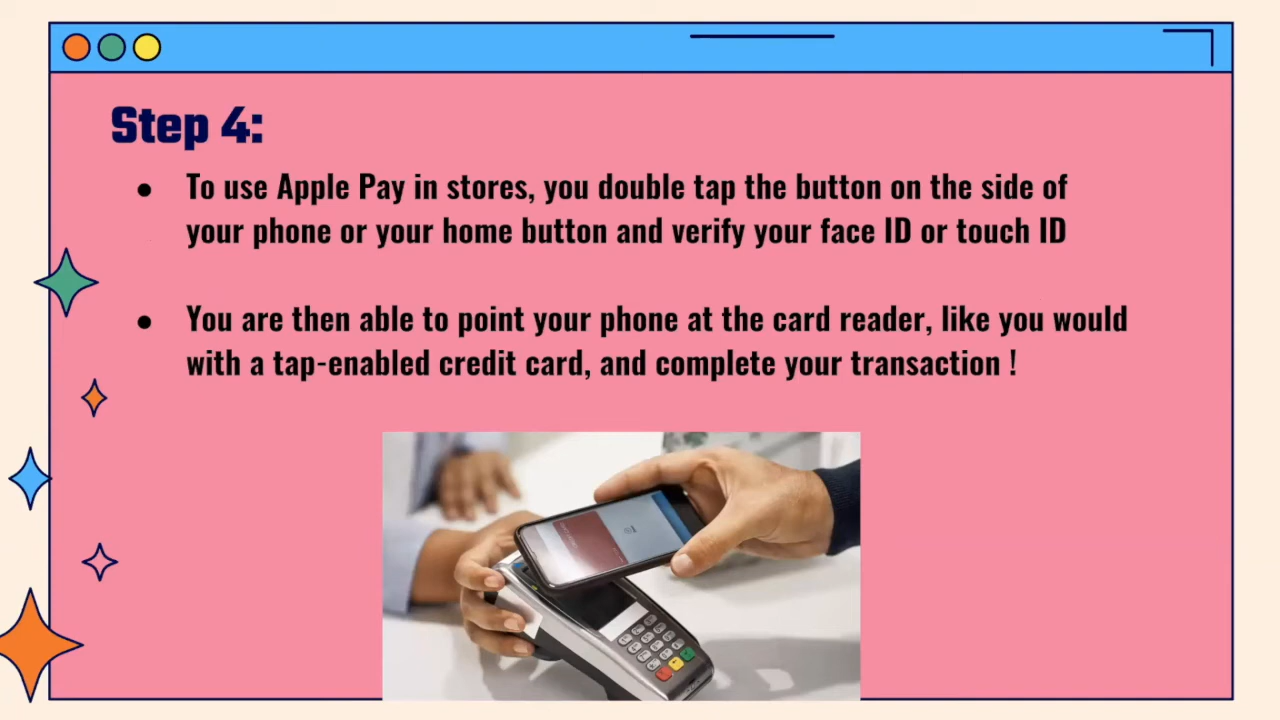 Step 4:
● To use Apple Pay in stores, you double tap the button on the side of
your phone or your home button and verify your face ID or touch ID
● You are then able to point your phone at the card reader, like you would
with a tap-enabled credit card, and complete your transaction !